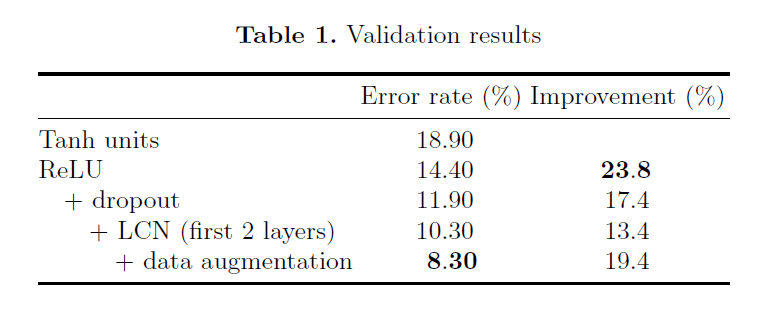 Table 1. Validation results
Error rate (%) Improvement (%)
Tanh units 18.90
ReLU 14.40 23.8
+ dropout 11.90 17.4
+ LCN (first 2 layers) 10.30 13.4
+ data augmentation 8.30 19.4